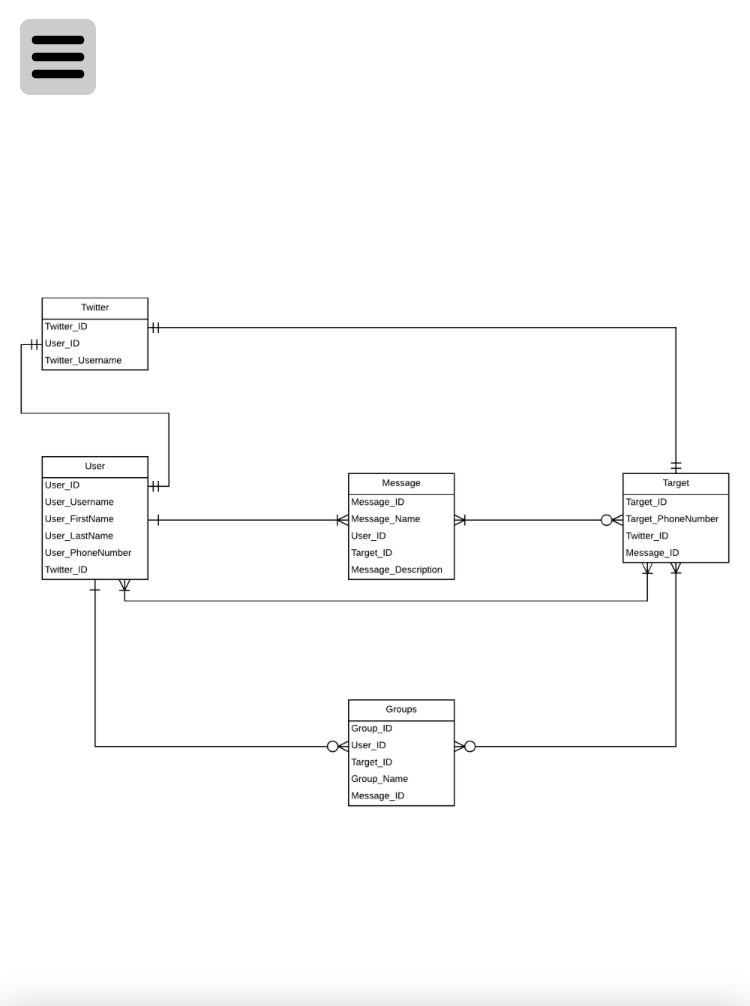 Twitter
Twitter_ID
User_ID
Twitter_Username
User
User_ID
User_Username
User_FirstName
User_LastName
User_PhoneNumber
Twitter_ID
Message
Message_ID
Message_Name
User_ID
Target_ID
Message_Description
Target
Target_ID
Target_PhoneNumber
Twitter_ID
Message_ID
Groups
Group_ID
User_ID
Target_ID
Group_Name
Message_ID